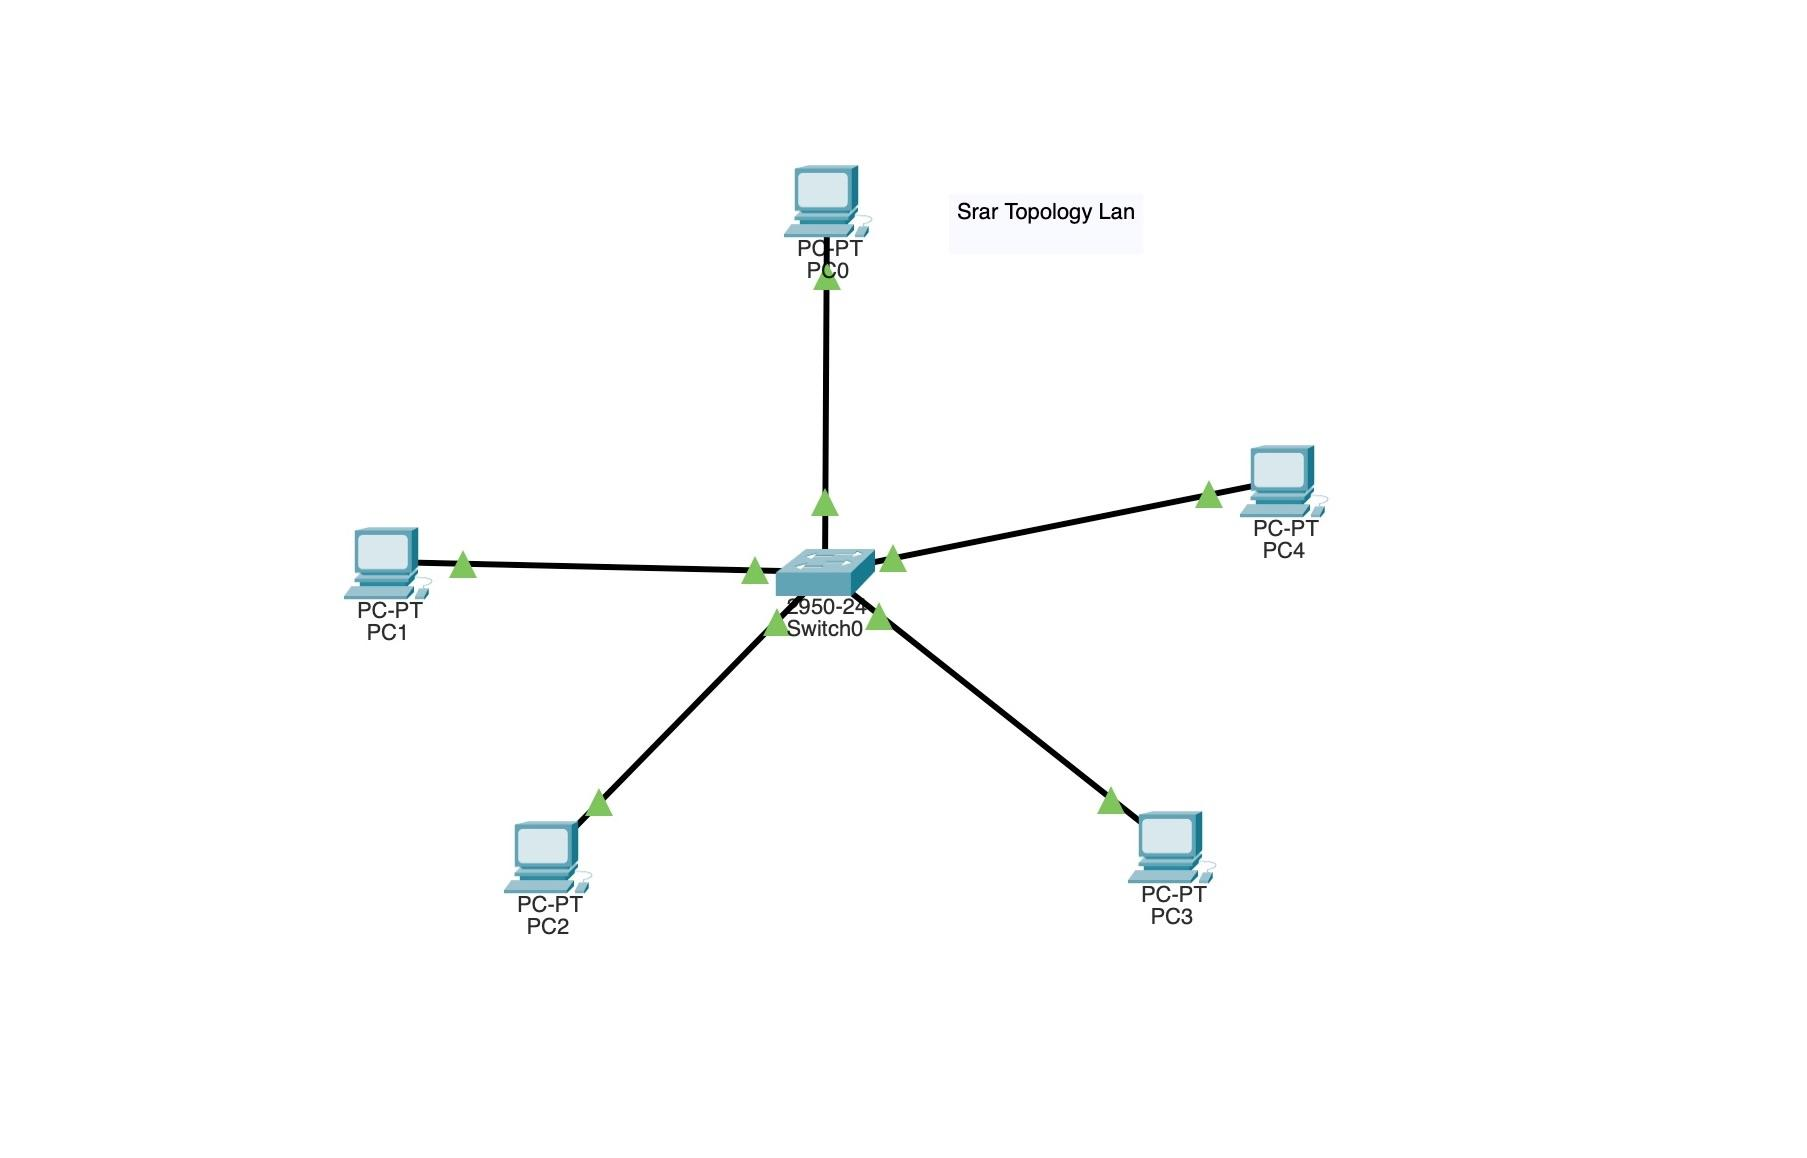 PC-PT
PC0
Srar Topology Lan
PC-PT
PC4
PC-PT
PC1
2950-24
Switch0
PC-PT
PC2
PC-PT
PC3